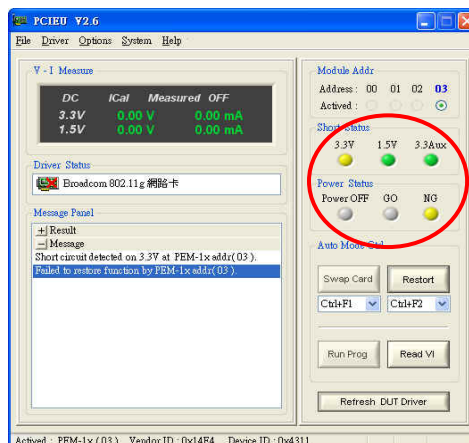 PCIEU V2.6
File Driver Options System Help
V - I Measure
DC ICal Measured OFF
3.3V 0.00 V 0.00 mA
1.5V 0.00 V 0.00 mA
Driver Status
Broadcom 802.11g 網路卡
Message Panel
+ Result
— Message
Short circuit detected on 3.3V at PEM-1x addr( 03 ).
Failed to restore function by PEM-1x addr( 03 ).
Module Addr
Address : 00 01 02 03
Actived :
Short Status
3.3V 1.5V 3.3Aux
Power Status
Power OFF GO NG
Auto Mode Ctrl
Swap Card Restort
Ctrl+F1 Ctrl+F2
Run Prog Read VI
Refresh DUT Driver
Actived : PEM-1x ( 03 ) Vendor ID : 0x14E4 Device ID : 0x4311